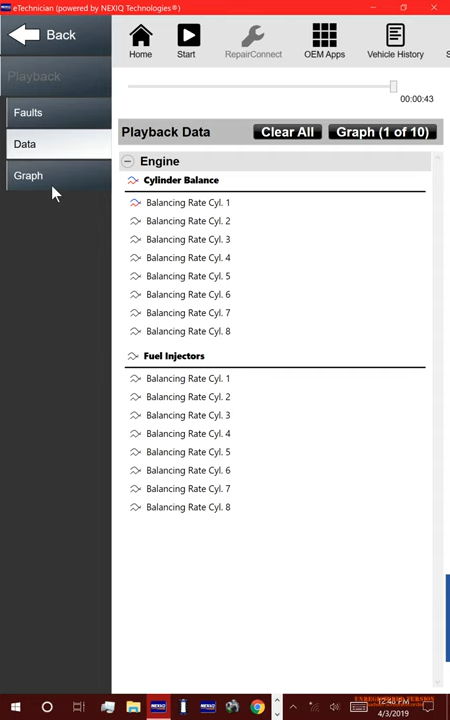 eTechnician (powered by NEXIQ Technologies®)
Back
Home
Start
RepairConnect
OEM Apps
Vehicle History
S
Playback
Faults
Data
Graph
00:00:43
Playback Data
Clear All
Graph (1 of 10)
Engine
Cylinder Balance
Balancing Rate Cyl. 1
Balancing Rate Cyl. 2
Balancing Rate Cyl. 3
Balancing Rate Cyl. 4
Balancing Rate Cyl. 5
Balancing Rate Cyl. 6
Balancing Rate Cyl. 7
Balancing Rate Cyl. 8
Fuel Injectors
Balancing Rate Cyl. 1
Balancing Rate Cyl. 2
Balancing Rate Cyl. 3
Balancing Rate Cyl. 4
Balancing Rate Cyl. 5
Balancing Rate Cyl. 6
Balancing Rate Cyl. 7
Balancing Rate Cyl. 8
UNREGISTERED VERSION
12:48 PM
4/3/2019